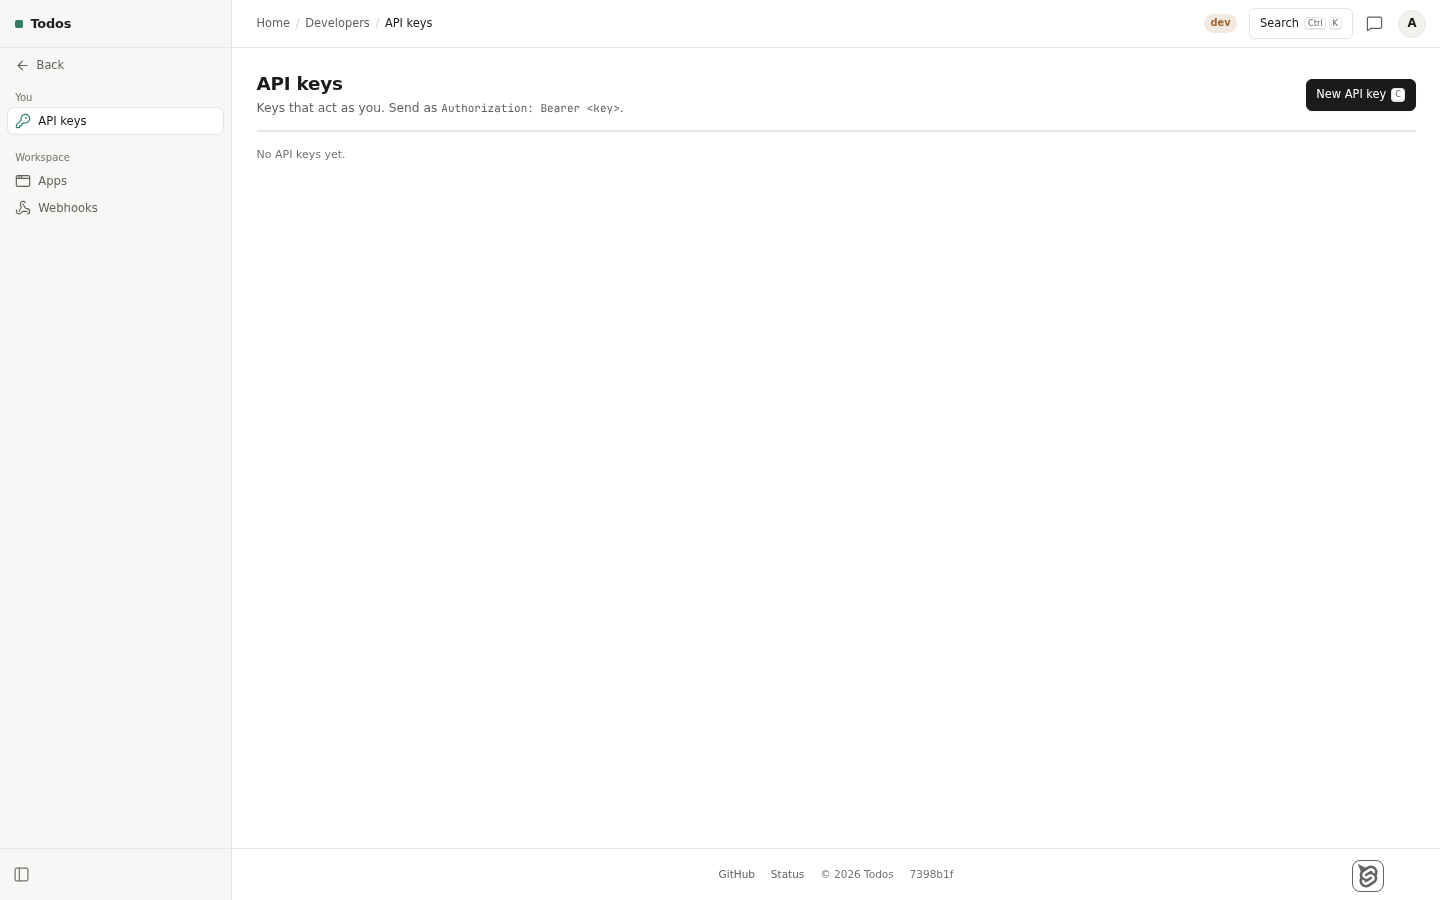 Todos
Home / Developers / API keys
dev
Search Ctrl K
A
Back
You
API keys
Workspace
Apps
Webhooks
API keys
Keys that act as you. Send as Authorization: Bearer <key>.
New API key C
No API keys yet.
GitHub Status © 2026 Todos 7398b1f